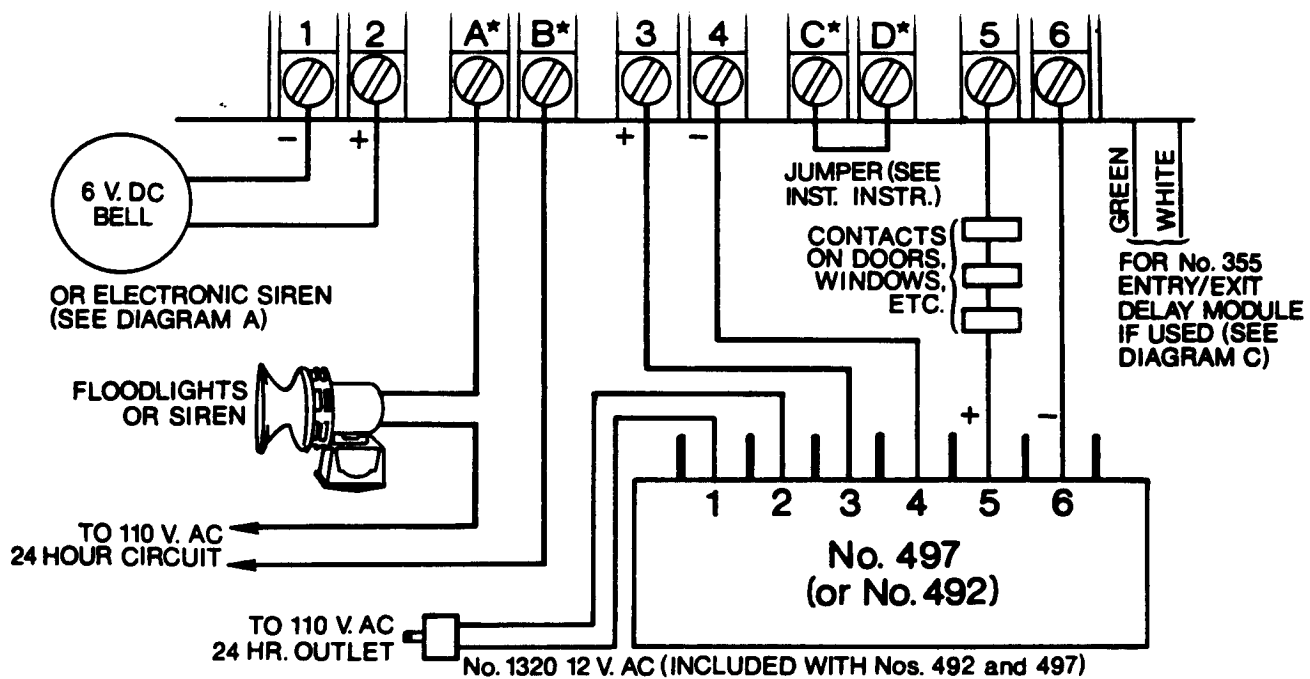 1 2 A* B* 3 4 C* D* 5 6
- + + -
6 V. DC
BELL
OR ELECTRONIC SIREN
(SEE DIAGRAM A)
JUMPER (SEE
INST. INSTR.)
CONTACTS
ON DOORS,
WINDOWS,
ETC.
GREEN
WHITE
FOR No. 355
ENTRY/EXIT
DELAY MODULE
IF USED (SEE
DIAGRAM C)
FLOODLIGHTS
OR SIREN
+ -
TO 110 V. AC
24 HOUR CIRCUIT
1 2 3 4 5 6
No. 497
(or No. 492)
TO 110 V. AC
24 HR. OUTLET
No. 1320 12 V. AC (INCLUDED WITH Nos. 492 and 497)